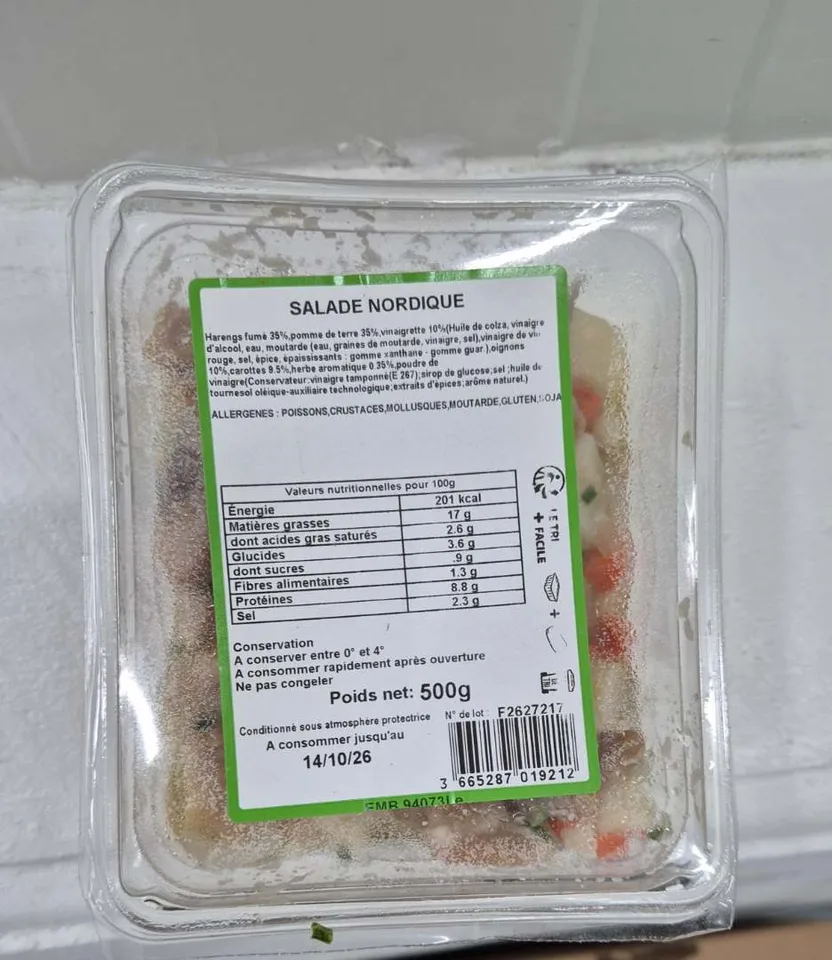 SALADE NORDIQUE
Harengs fumé 35%,pomme de terre 35%,vinaigrette 10%(Huile de colza, vinaigre
d'alcool, eau, moutarde (eau, graines de moutarde, vinaigre, sel),vinaigre de vin
rouge, sel, épice, épaississants : gomme xanthane - gomme guar.),oignons
10%,carottes 9.5%,herbe aromatique 0.35%,poudre de
vinaigre(Conservateur:vinaigre tamponné(E 267);sirop de glucose;sel ;huile de
tournesol oléique-auxiliaire technologique;extraits d'épices;arôme naturel.)
ALLERGENES : POISSONS,CRUSTACES,MOLLUSQUES,MOUTARDE,GLUTEN,SOJA
Valeurs nutritionnelles pour 100g
Énergie 201 kcal
Matières grasses 17 g
dont acides gras saturés 2.6 g
Glucides 3.6 g
dont sucres .9 g
Fibres alimentaires 1.3 g
Protéines 8.8 g
Sel 2.3 g
LE TRI
+ FACILE
+
Conservation
A conserver entre 0° et 4°
A consommer rapidement après ouverture
Ne pas congeler
Poids net: 500g
Conditionné sous atmosphère protectrice
N° de lot : F2627217
A consommer jusqu'au
14/10/26
3 665287 019212